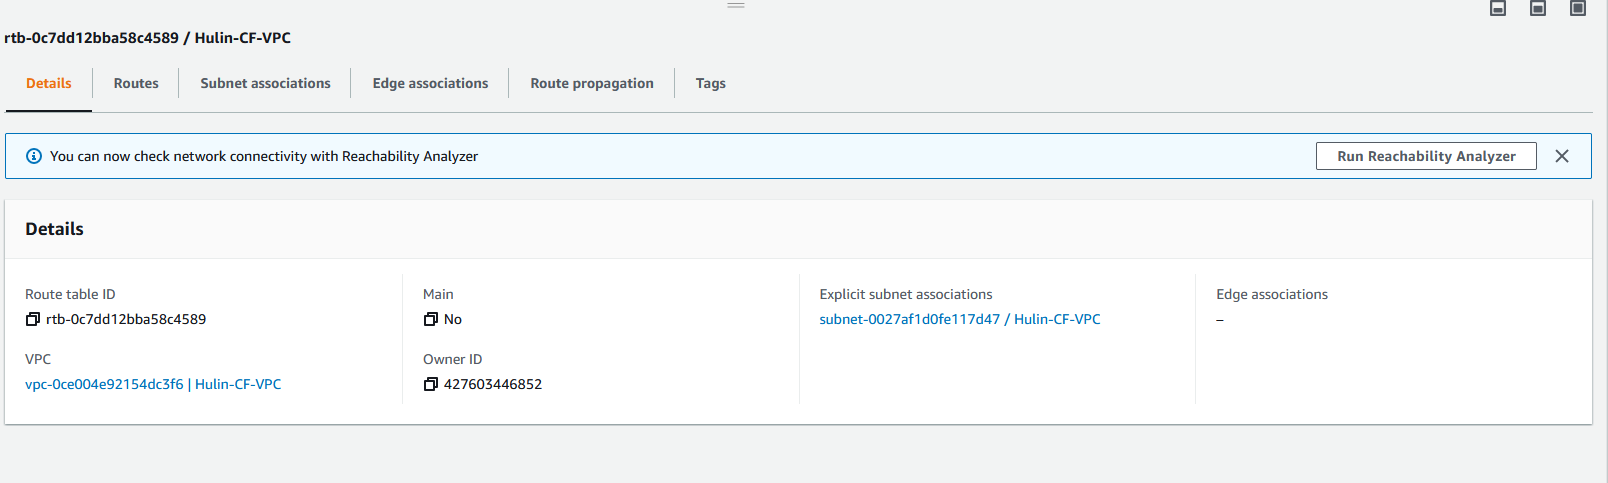 rtb-0c7dd12bba58c4589 / Hulin-CF-VPC
Details Routes Subnet associations Edge associations Route propagation Tags
You can now check network connectivity with Reachability Analyzer Run Reachability Analyzer
Details
Route table ID
rtb-0c7dd12bba58c4589
VPC
vpc-0ce004e92154dc3f6 | Hulin-CF-VPC
Main
No
Owner ID
427603446852
Explicit subnet associations
subnet-0027af1d0fe117d47 / Hulin-CF-VPC
Edge associations
–